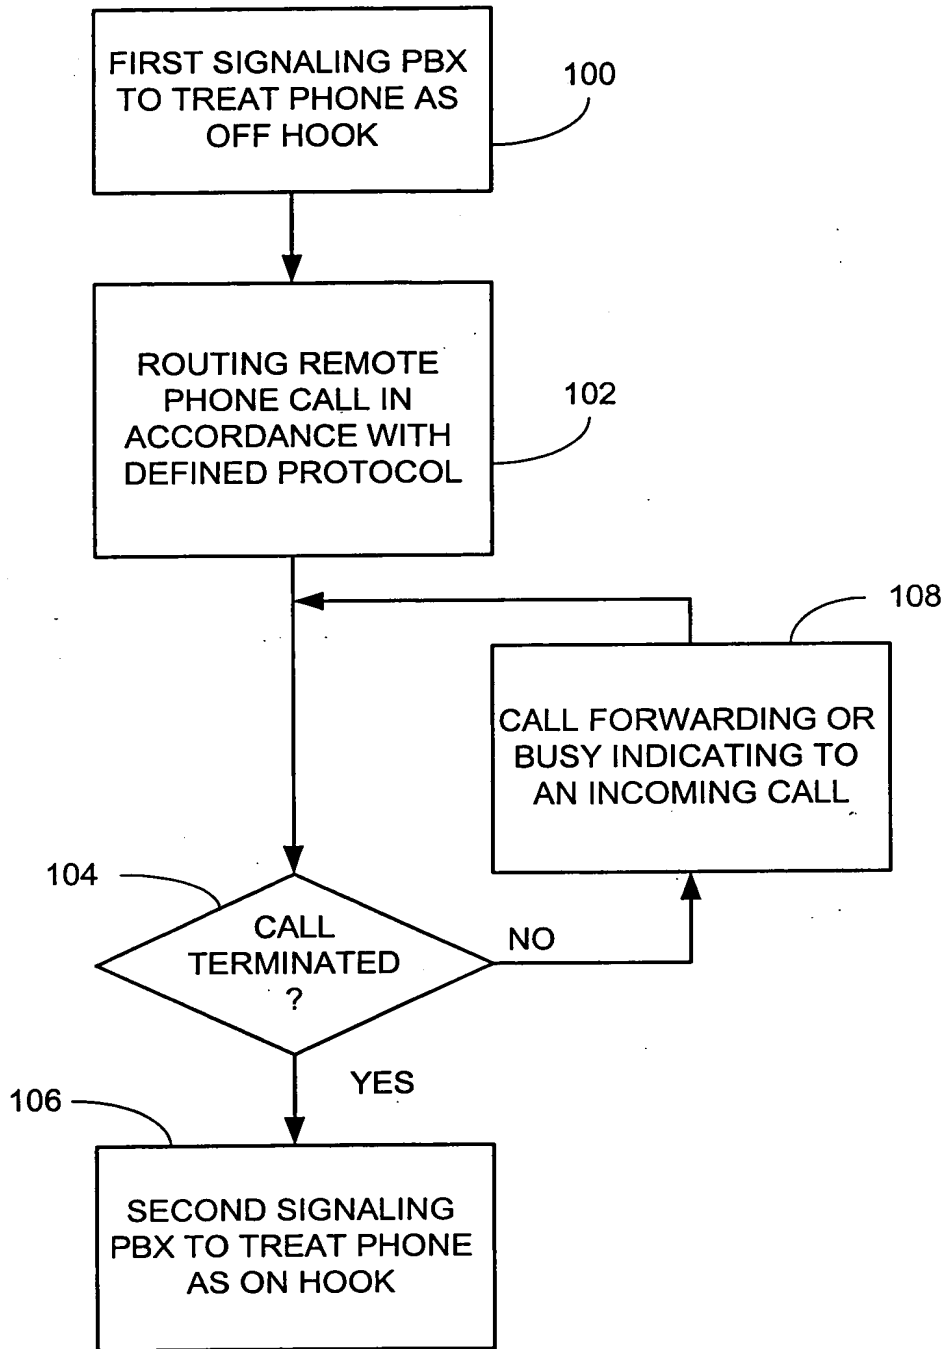 FIRST SIGNALING PBX
TO TREAT PHONE AS
OFF HOOK
100
ROUTING REMOTE
PHONE CALL IN
ACCORDANCE WITH
DEFINED PROTOCOL
102
108
CALL FORWARDING OR
BUSY INDICATING TO
AN INCOMING CALL
104
CALL
TERMINATED
?
NO
YES
106
SECOND SIGNALING
PBX TO TREAT PHONE
AS ON HOOK